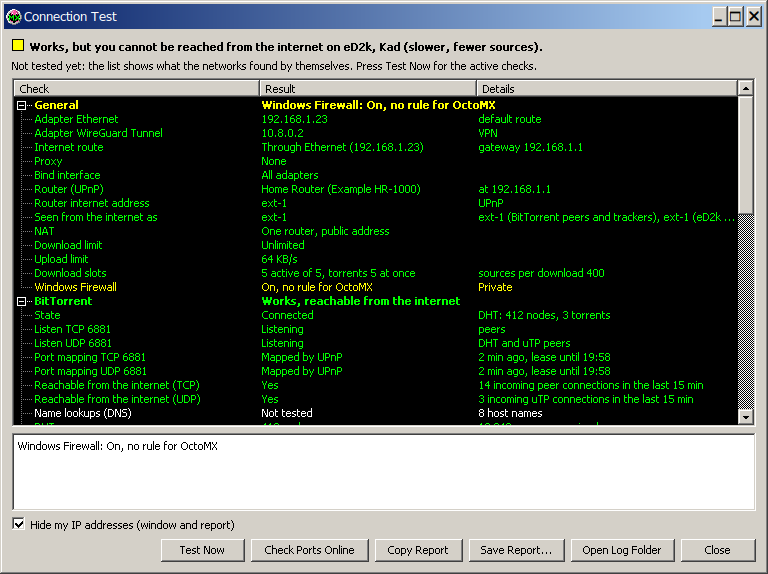 Connection Test
Works, but you cannot be reached from the internet on eD2k, Kad (slower, fewer sources).
Not tested yet: the list shows what the networks found by themselves. Press Test Now for the active checks.
Check Result Details
General Windows Firewall: On, no rule for OctoMX
Adapter Ethernet 192.168.1.23 default route
Adapter WireGuard Tunnel 10.8.0.2 VPN
Internet route Through Ethernet (192.168.1.23) gateway 192.168.1.1
Proxy None
Bind interface All adapters
Router (UPnP) Home Router (Example HR-1000) at 192.168.1.1
Router internet address ext-1 UPnP
Seen from the internet as ext-1 ext-1 (BitTorrent peers and trackers), ext-1 (eD2k ...
NAT One router, public address
Download limit Unlimited
Upload limit 64 KB/s
Download slots 5 active of 5, torrents 5 at once sources per download 400
Windows Firewall On, no rule for OctoMX Private
BitTorrent Works, reachable from the internet
State Connected DHT: 412 nodes, 3 torrents
Listen TCP 6881 Listening peers
Listen UDP 6881 Listening DHT and uTP peers
Port mapping TCP 6881 Mapped by UPnP 2 min ago, lease until 19:58
Port mapping UDP 6881 Mapped by UPnP 2 min ago, lease until 19:58
Reachable from the internet (TCP) Yes 14 incoming peer connections in the last 15 min
Reachable from the internet (UDP) Yes 3 incoming uTP connections in the last 15 min
Name lookups (DNS) Not tested 8 host names
Windows Firewall: On, no rule for OctoMX
Hide my IP addresses (window and report)
Test Now Check Ports Online Copy Report Save Report... Open Log Folder Close